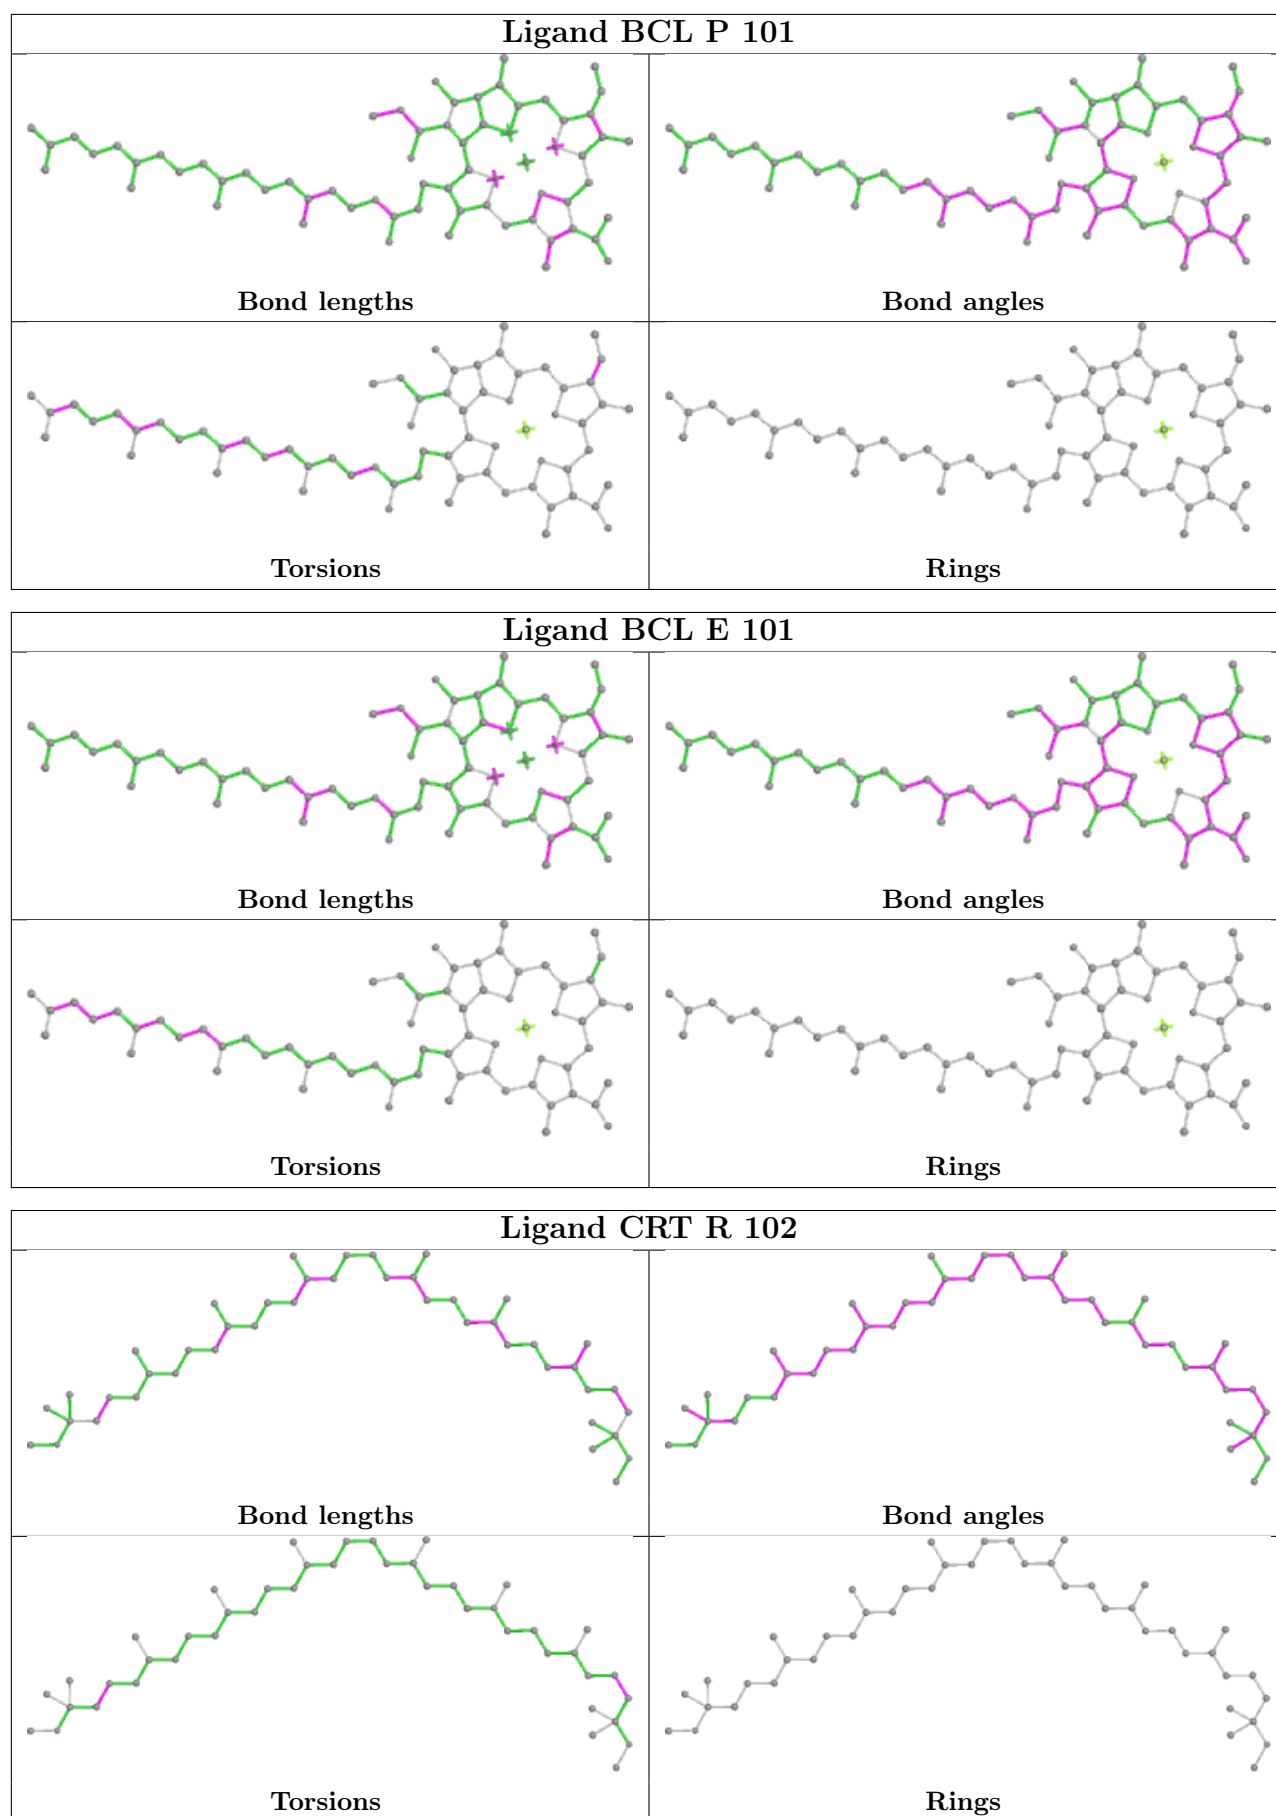 Ligand BCL P 101
Bond lengths
Bond angles
Torsions
Rings
Ligand BCL E 101
Bond lengths
Bond angles
Torsions
Rings
Ligand CRT R 102
Bond lengths
Bond angles
Torsions
Rings